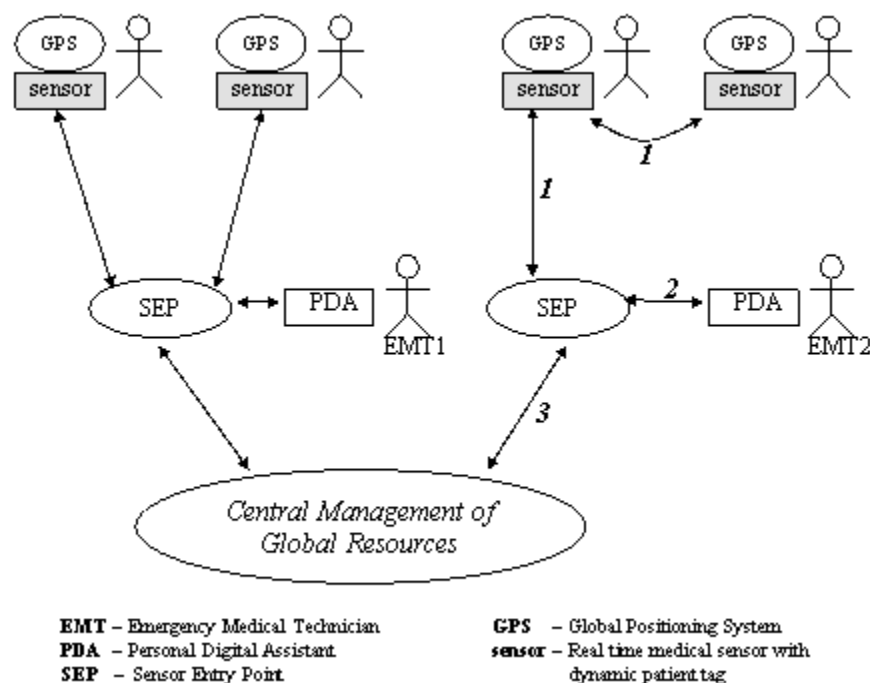 GPS GPS GPS GPS
sensor sensor sensor sensor
1
1
SEP PDA SEP 2 PDA
EMT1 EMT2
3
Central Management of
Global Resources
EMT – Emergency Medical Technician
PDA – Personal Digital Assistant
SEP – Sensor Entry Point
GPS – Global Positioning System
sensor – Real time medical sensor with
dynamic patient tag